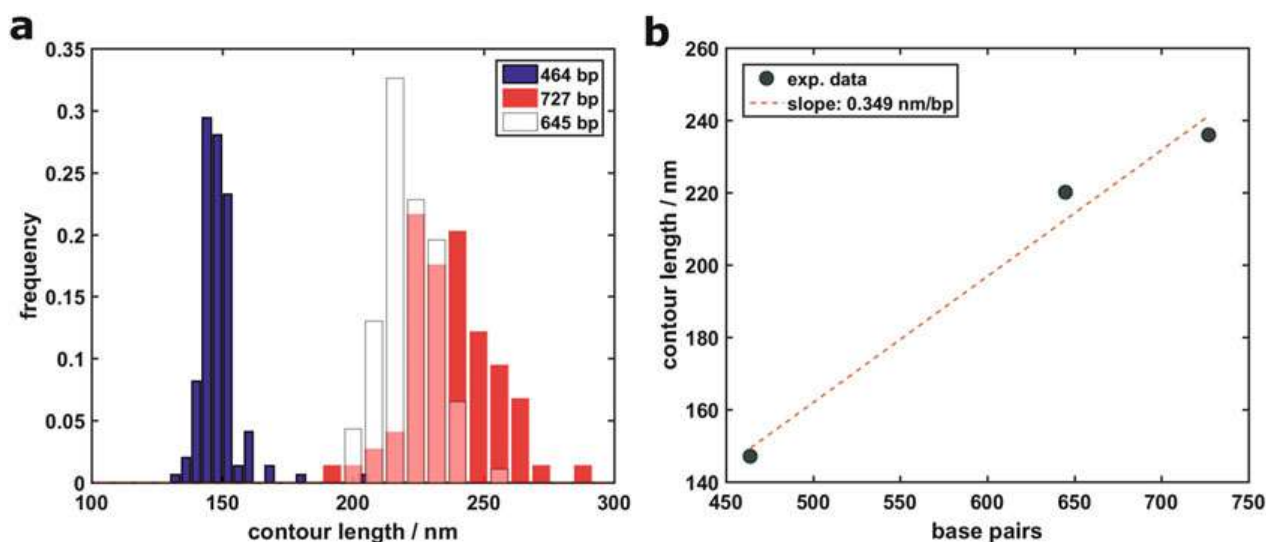 a
0.35
0.3
0.25
0.2
0.15
0.1
0.05
0
frequency
100
150
200
250
300
contour length / nm
464 bp
727 bp
645 bp
b
260
240
220
200
180
160
140
contour length / nm
450
500
550
600
650
700
750
base pairs
exp. data
slope: 0.349 nm/bp